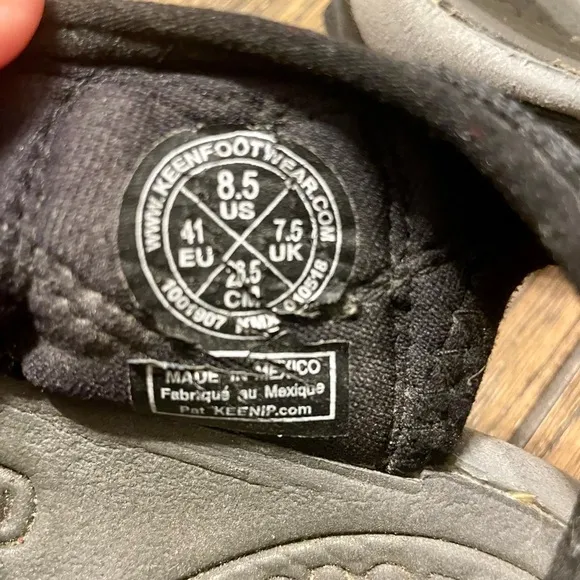 WWW.KEENFOOTWEAR.COM
8.5
US
41
EU
7.5
UK
26.5
CM
1001907 010518
MADE IN MEXICO
Fabriqué au Mexique
Pat KEENIP.com